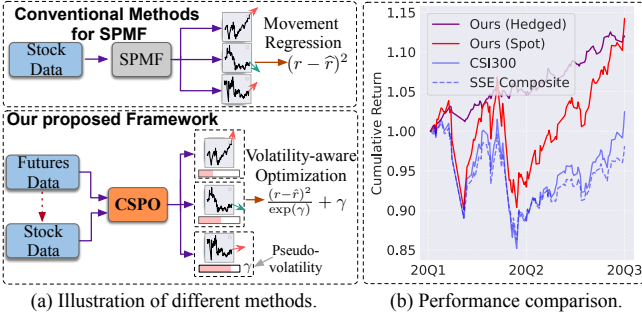 Conventional Methods
for SPMF
Stock
Data
SPMF
Movement
Regression
(r − r̂)²
Our proposed Framework
Futures
Data
Stock
Data
CSPO
Volatility-aware
Optimization
(r−r̂)²
exp(γ) + γ
Pseudo-
volatility
γ
(a) Illustration of different methods.
Cumulative Return
1.15
1.10
1.05
1.00
0.95
0.90
0.85
Ours (Hedged)
Ours (Spot)
CSI300
SSE Composite
20Q1
20Q2
20Q3
(b) Performance comparison.